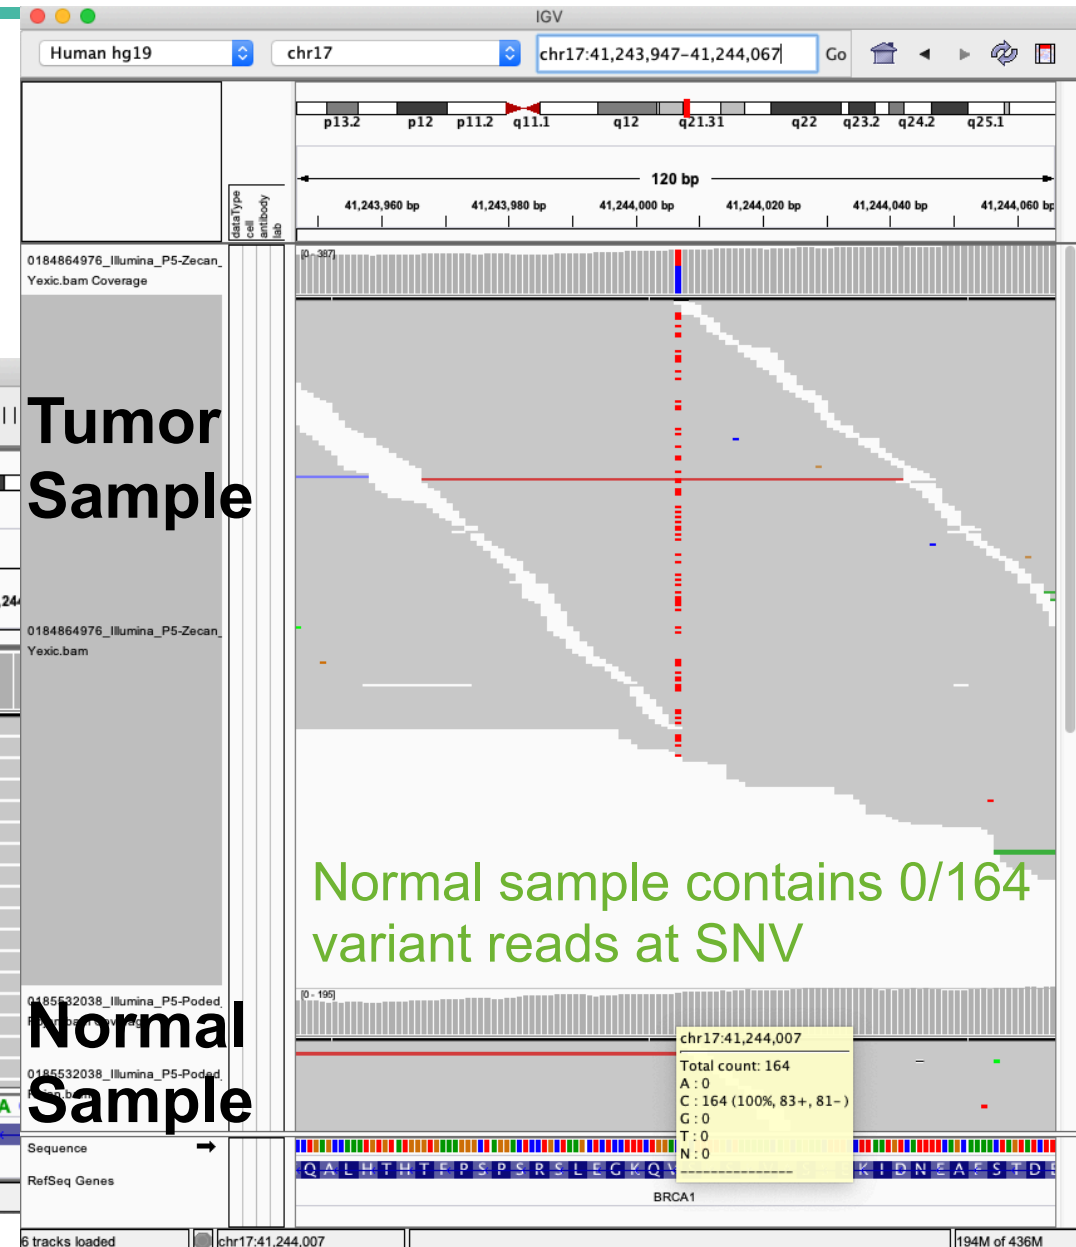 IGV
Human hg19
chr17
chr17:41,243,947-41,244,067
Go
p13.2 p12 p11.2 q11.1 q12 q21.31 q22 q23.2 q24.2 q25.1
120 bp
41,243,960 bp 41,243,980 bp 41,244,000 bp 41,244,020 bp 41,244,040 bp 41,244,060 bp
dataType
cell
antibody
lab
0184864976_Illumina_P5-Zecan_
Yexic.bam Coverage
[0 - 387]
Tumor
Sample
0184864976_Illumina_P5-Zecan_
Yexic.bam
Normal sample contains 0/164
variant reads at SNV
0185532038_Illumina_P5-Poded_
[0 - 195]
Normal
0185532038_Illumina_P5-Poded_
Sample
chr17:41,244,007
Total count: 164
A : 0
C : 164 (100%, 83+, 81- )
G : 0
T : 0
N : 0
---------------
Sequence
RefSeq Genes
Q A L H T H T F P S P S R S L E G K Q K I D N E A F S T D
BRCA1
6 tracks loaded
chr17:41,244,007
194M of 436M